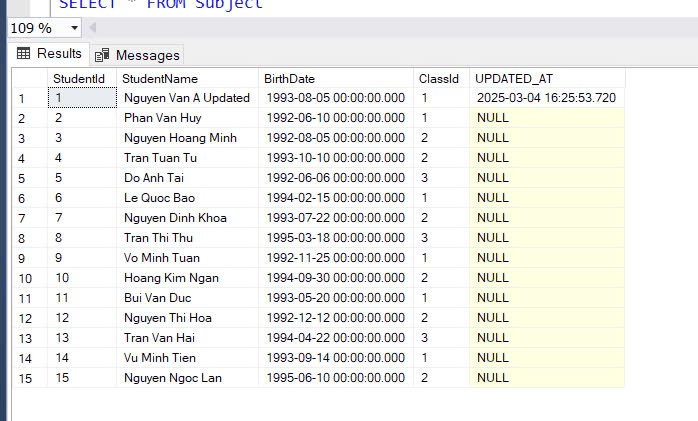 SELECT * FROM Subject
109 %
Results Messages
StudentId StudentName BirthDate ClassId UPDATED_AT
1 1 Nguyen Van A Updated 1993-08-05 00:00:00.000 1 2025-03-04 16:25:53.720
2 2 Phan Van Huy 1992-06-10 00:00:00.000 1 NULL
3 3 Nguyen Hoang Minh 1992-08-05 00:00:00.000 2 NULL
4 4 Tran Tuan Tu 1993-10-10 00:00:00.000 2 NULL
5 5 Do Anh Tai 1992-06-06 00:00:00.000 3 NULL
6 6 Le Quoc Bao 1994-02-15 00:00:00.000 1 NULL
7 7 Nguyen Dinh Khoa 1993-07-22 00:00:00.000 2 NULL
8 8 Tran Thi Thu 1995-03-18 00:00:00.000 3 NULL
9 9 Vo Minh Tuan 1992-11-25 00:00:00.000 1 NULL
10 10 Hoang Kim Ngan 1994-09-30 00:00:00.000 2 NULL
11 11 Bui Van Duc 1993-05-20 00:00:00.000 1 NULL
12 12 Nguyen Thi Hoa 1992-12-12 00:00:00.000 2 NULL
13 13 Tran Van Hai 1994-04-22 00:00:00.000 3 NULL
14 14 Vu Minh Tien 1993-09-14 00:00:00.000 1 NULL
15 15 Nguyen Ngoc Lan 1995-06-10 00:00:00.000 2 NULL